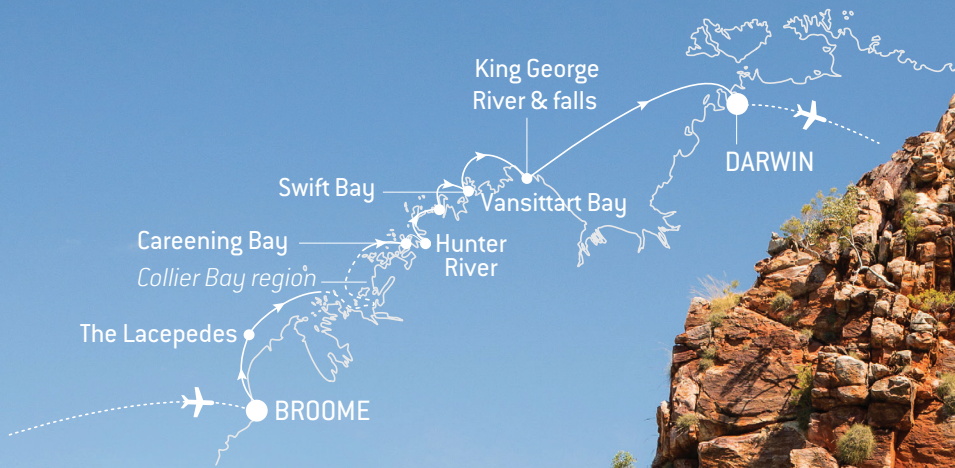 King George
River & falls
DARWIN
Swift Bay
Vansittart Bay
Careening Bay
Hunter
River
Collier Bay region
The Lacepedes
BROOME